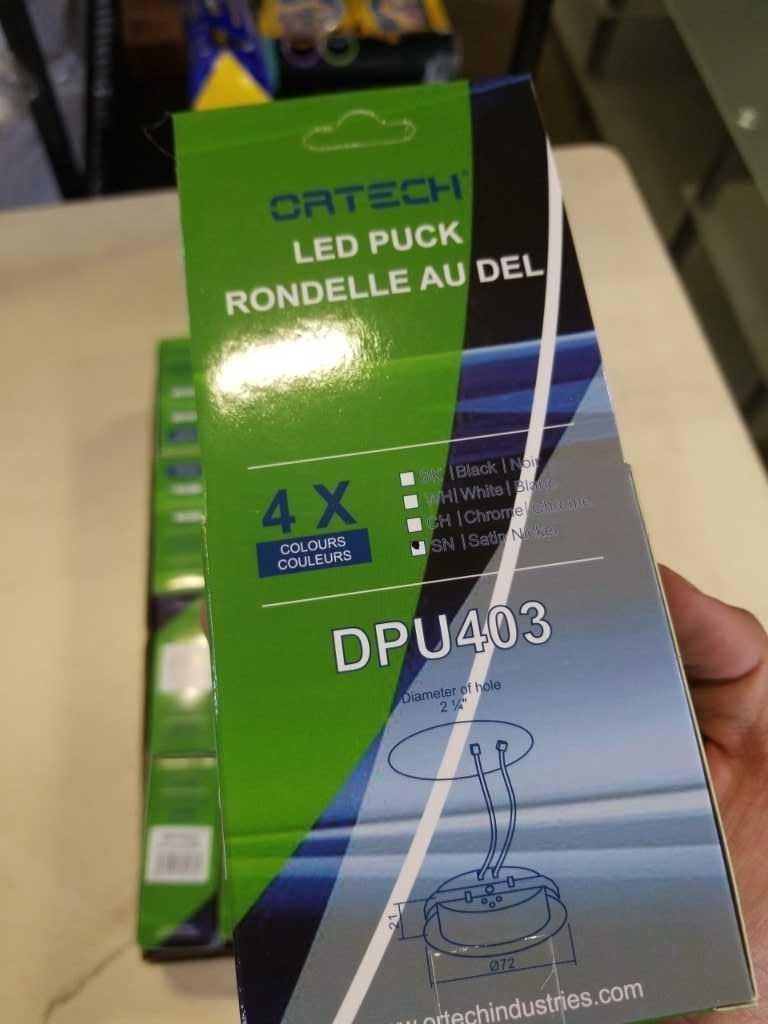 ORTECH
LED PUCK
RONDELLE AU DEL
4 X
COLOURS
COULEURS
BK | Black | Noir
WH | White | Blanc
CH | Chrome | Chrome
SN | Satin Nickel
DPU403
Diameter of hole
2 ¼"
21
Ø72
www.ortechindustries.com